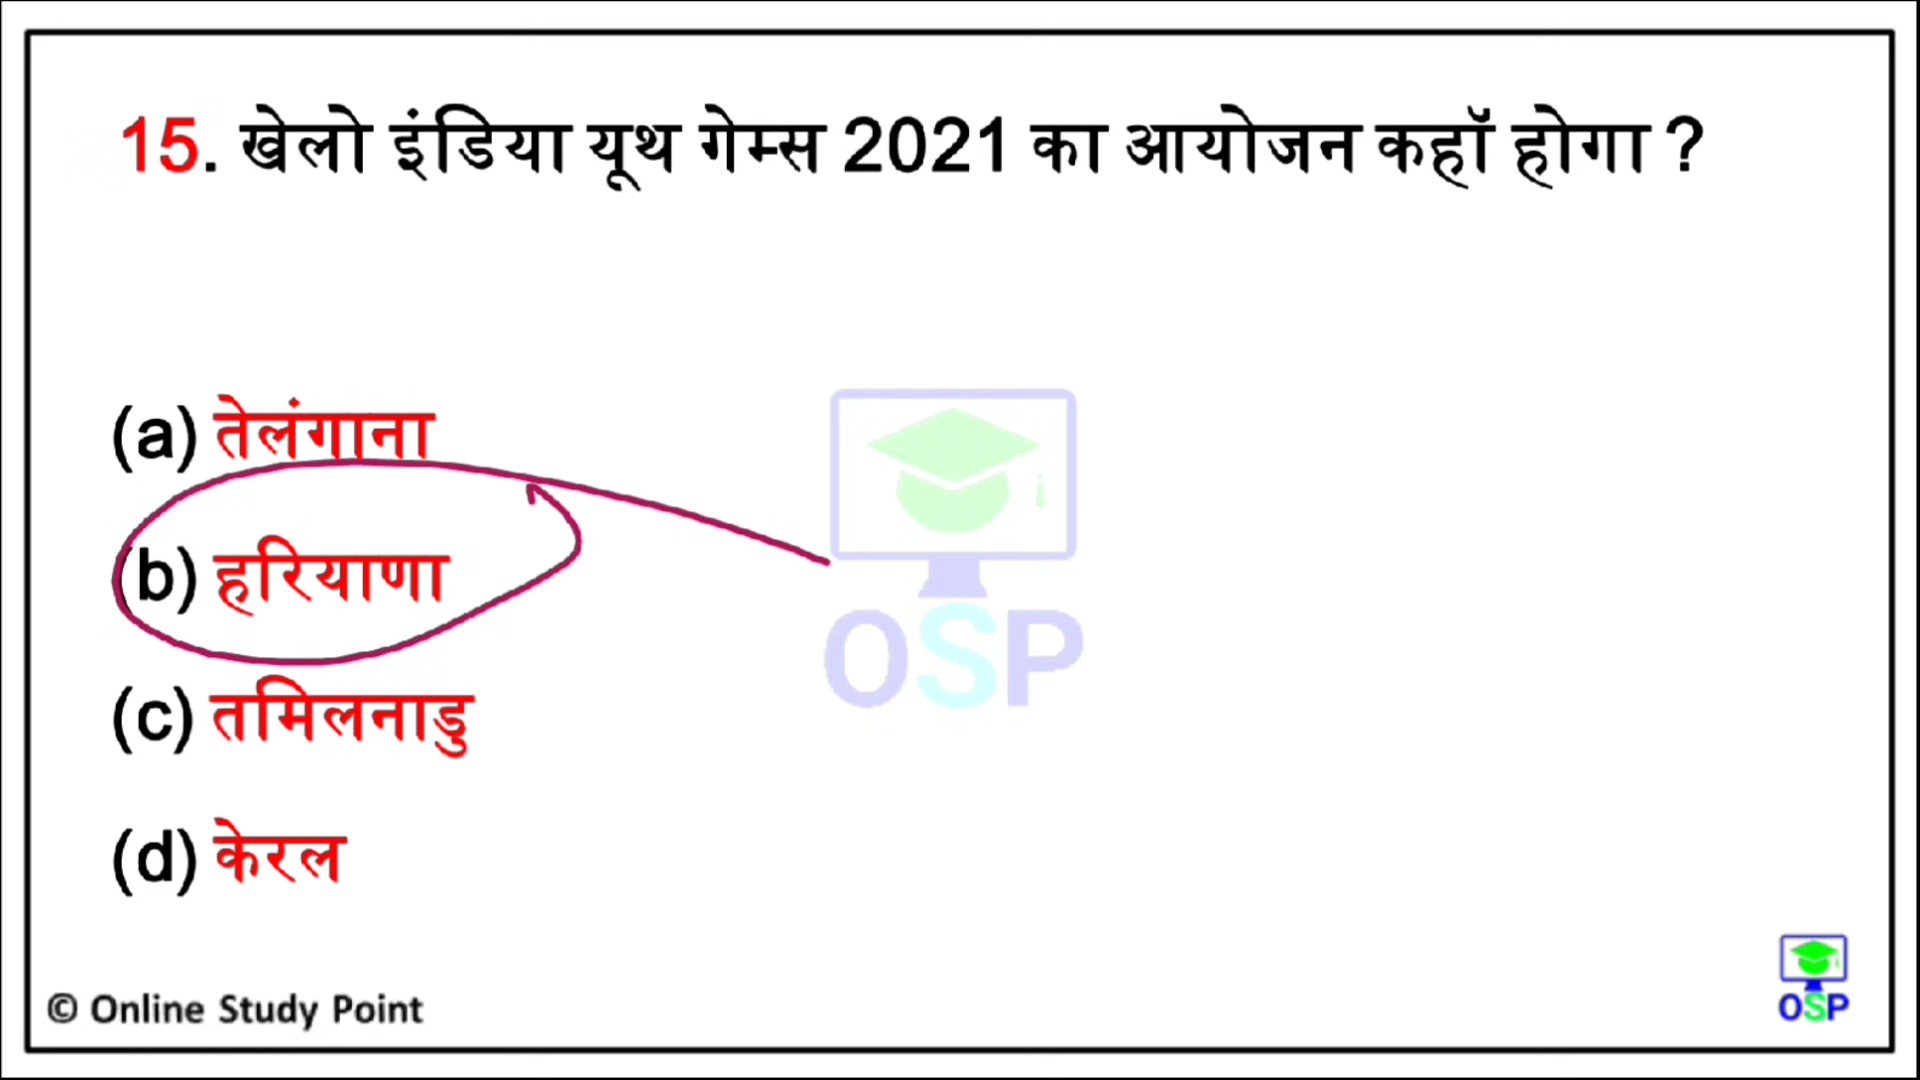 15. खेलो इंडिया यूथ गेम्स 2021 का आयोजन कहॉ होगा ?
(a) तेलंगाना
(b) हरियाणा
OSP
(c) तमिलनाडु
(d) केरल
© Online Study Point
OSP